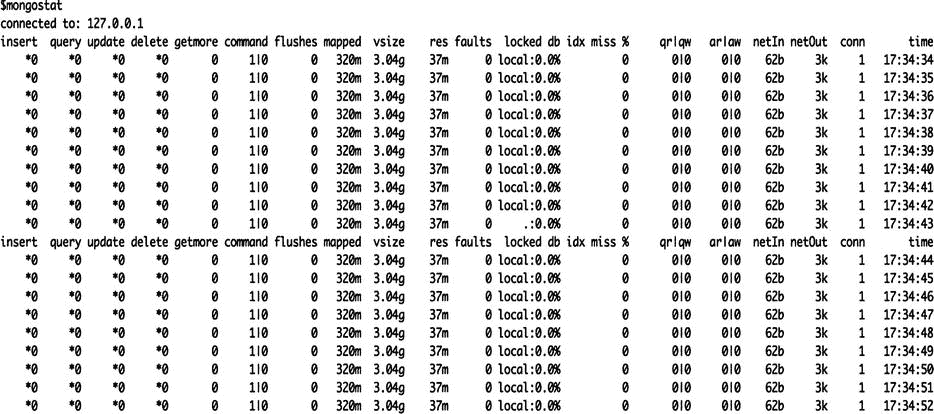 $mongostat
connected to: 127.0.0.1
insert query update delete getmore command flushes mapped vsize res faults locked db idx miss % qr|qw ar|aw netIn netOut conn time
*0 *0 *0 *0 0 1|0 0 320m 3.04g 37m 0 local:0.0% 0 0|0 0|0 62b 3k 1 17:34:34
*0 *0 *0 *0 0 1|0 0 320m 3.04g 37m 0 local:0.0% 0 0|0 0|0 62b 3k 1 17:34:35
*0 *0 *0 *0 0 1|0 0 320m 3.04g 37m 0 local:0.0% 0 0|0 0|0 62b 3k 1 17:34:36
*0 *0 *0 *0 0 1|0 0 320m 3.04g 37m 0 local:0.0% 0 0|0 0|0 62b 3k 1 17:34:37
*0 *0 *0 *0 0 1|0 0 320m 3.04g 37m 0 local:0.0% 0 0|0 0|0 62b 3k 1 17:34:38
*0 *0 *0 *0 0 1|0 0 320m 3.04g 37m 0 local:0.0% 0 0|0 0|0 62b 3k 1 17:34:39
*0 *0 *0 *0 0 1|0 0 320m 3.04g 37m 0 local:0.0% 0 0|0 0|0 62b 3k 1 17:34:40
*0 *0 *0 *0 0 1|0 0 320m 3.04g 37m 0 local:0.0% 0 0|0 0|0 62b 3k 1 17:34:41
*0 *0 *0 *0 0 1|0 0 320m 3.04g 37m 0 local:0.0% 0 0|0 0|0 62b 3k 1 17:34:42
*0 *0 *0 *0 0 1|0 0 320m 3.04g 37m 0 .:0.0% 0 0|0 0|0 62b 3k 1 17:34:43
insert query update delete getmore command flushes mapped vsize res faults locked db idx miss % qr|qw ar|aw netIn netOut conn time
*0 *0 *0 *0 0 1|0 0 320m 3.04g 37m 0 local:0.0% 0 0|0 0|0 62b 3k 1 17:34:44
*0 *0 *0 *0 0 1|0 0 320m 3.04g 37m 0 local:0.0% 0 0|0 0|0 62b 3k 1 17:34:45
*0 *0 *0 *0 0 1|0 0 320m 3.04g 37m 0 local:0.0% 0 0|0 0|0 62b 3k 1 17:34:46
*0 *0 *0 *0 0 1|0 0 320m 3.04g 37m 0 local:0.0% 0 0|0 0|0 62b 3k 1 17:34:47
*0 *0 *0 *0 0 1|0 0 320m 3.04g 37m 0 local:0.0% 0 0|0 0|0 62b 3k 1 17:34:48
*0 *0 *0 *0 0 1|0 0 320m 3.04g 37m 0 local:0.0% 0 0|0 0|0 62b 3k 1 17:34:49
*0 *0 *0 *0 0 1|0 0 320m 3.04g 37m 0 local:0.0% 0 0|0 0|0 62b 3k 1 17:34:50
*0 *0 *0 *0 0 1|0 0 320m 3.04g 37m 0 local:0.0% 0 0|0 0|0 62b 3k 1 17:34:51
*0 *0 *0 *0 0 1|0 0 320m 3.04g 37m 0 local:0.0% 0 0|0 0|0 62b 3k 1 17:34:52